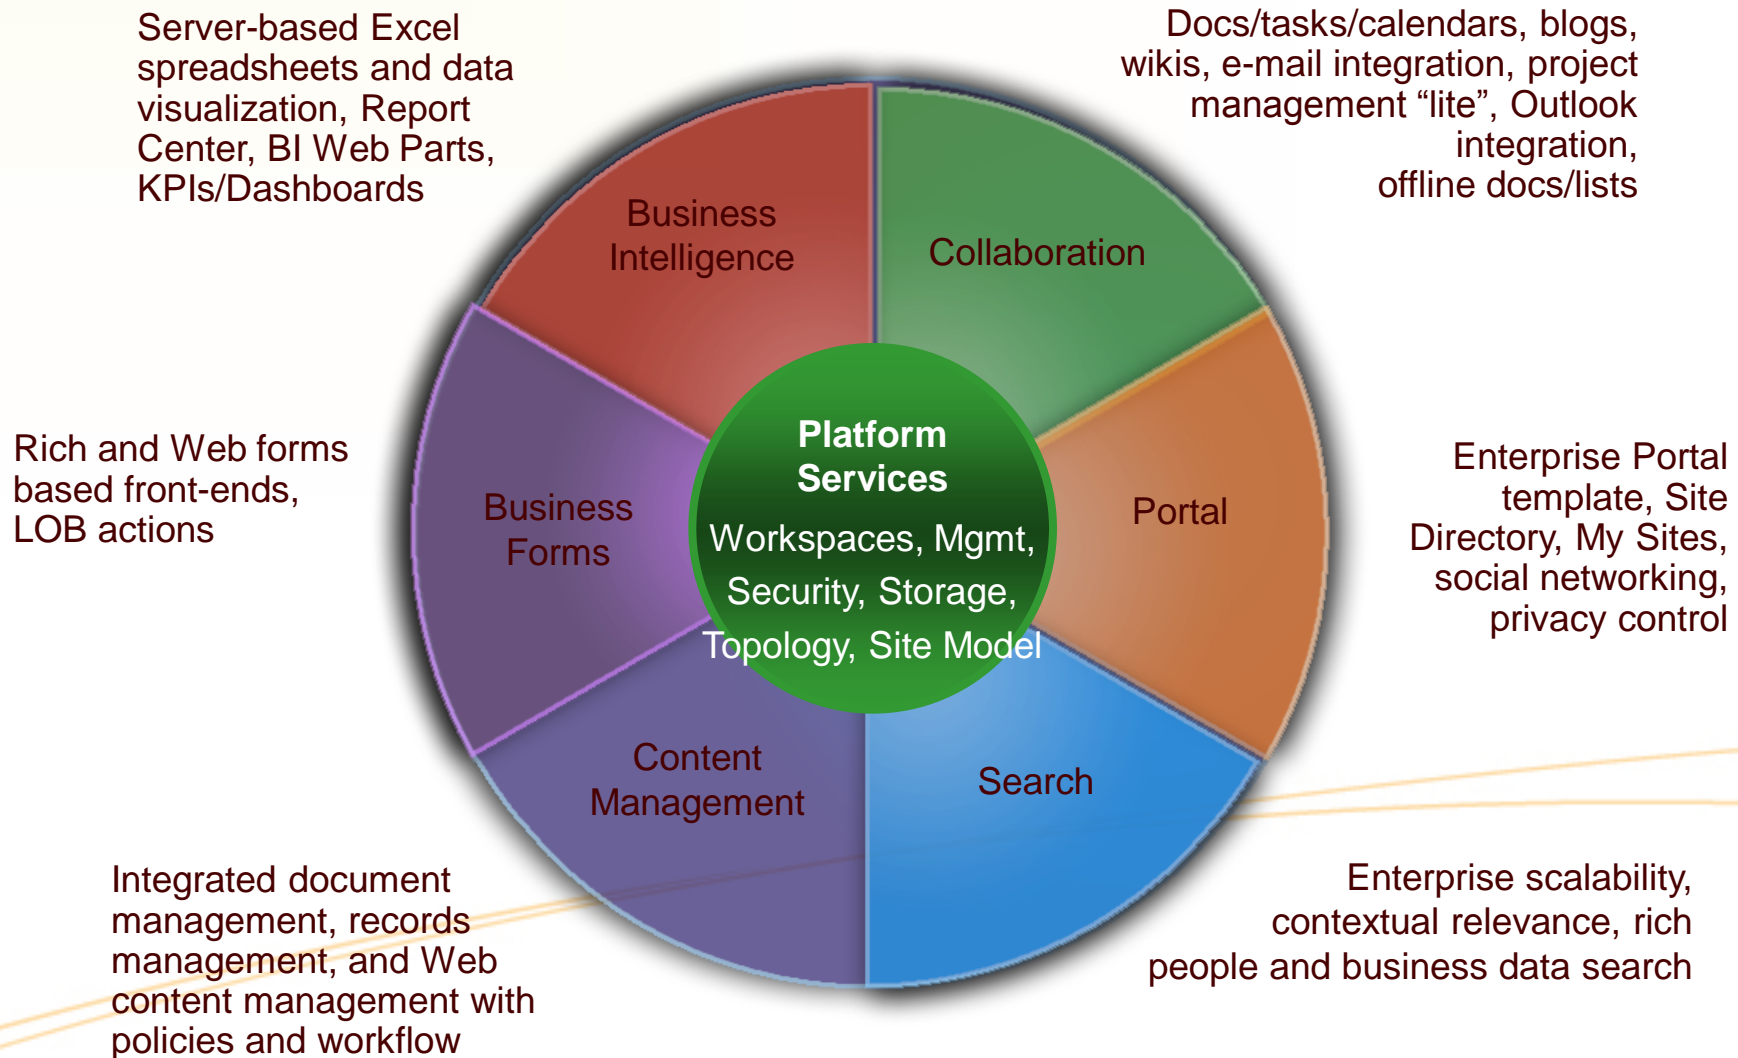 Server-based Excel
spreadsheets and data
visualization, Report
Center, BI Web Parts,
KPIs/Dashboards
Docs/tasks/calendars, blogs,
wikis, e-mail integration, project
management “lite”, Outlook
integration,
offline docs/lists
Business
Intelligence
Collaboration
Rich and Web forms
based front-ends,
LOB actions
Business
Forms
Platform
Services
Workspaces, Mgmt,
Security, Storage,
Topology, Site Model
Portal
Enterprise Portal
template, Site
Directory, My Sites,
social networking,
privacy control
Content
Management
Search
Integrated document
management, records
management, and Web
content management with
policies and workflow
Enterprise scalability,
contextual relevance, rich
people and business data search